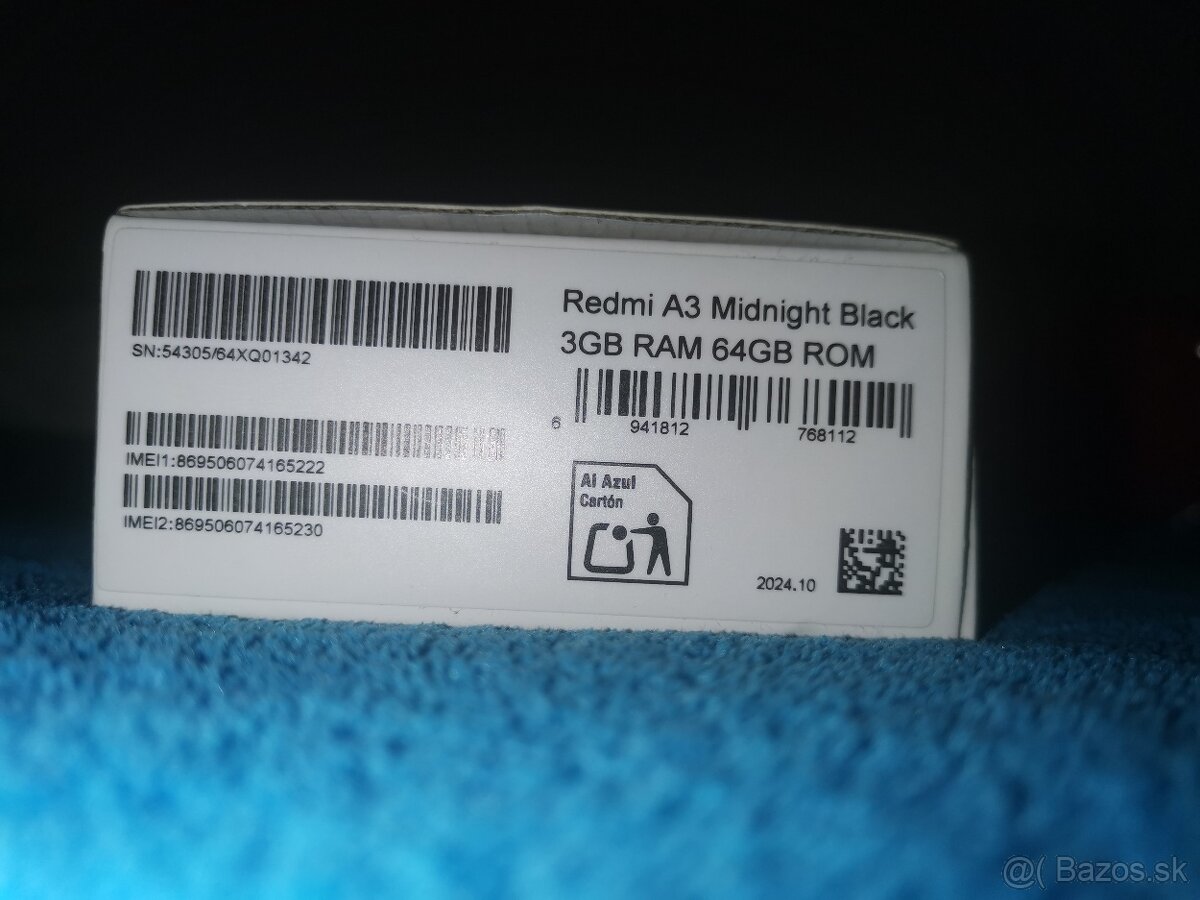 SN:54305/64XQ01342
IMEI1:869506074165222
IMEI2:869506074165230
Redmi A3 Midnight Black
3GB RAM 64GB ROM
6 941812 768112
Al Azul
Cartón
2024.10
@( Bazos.sk